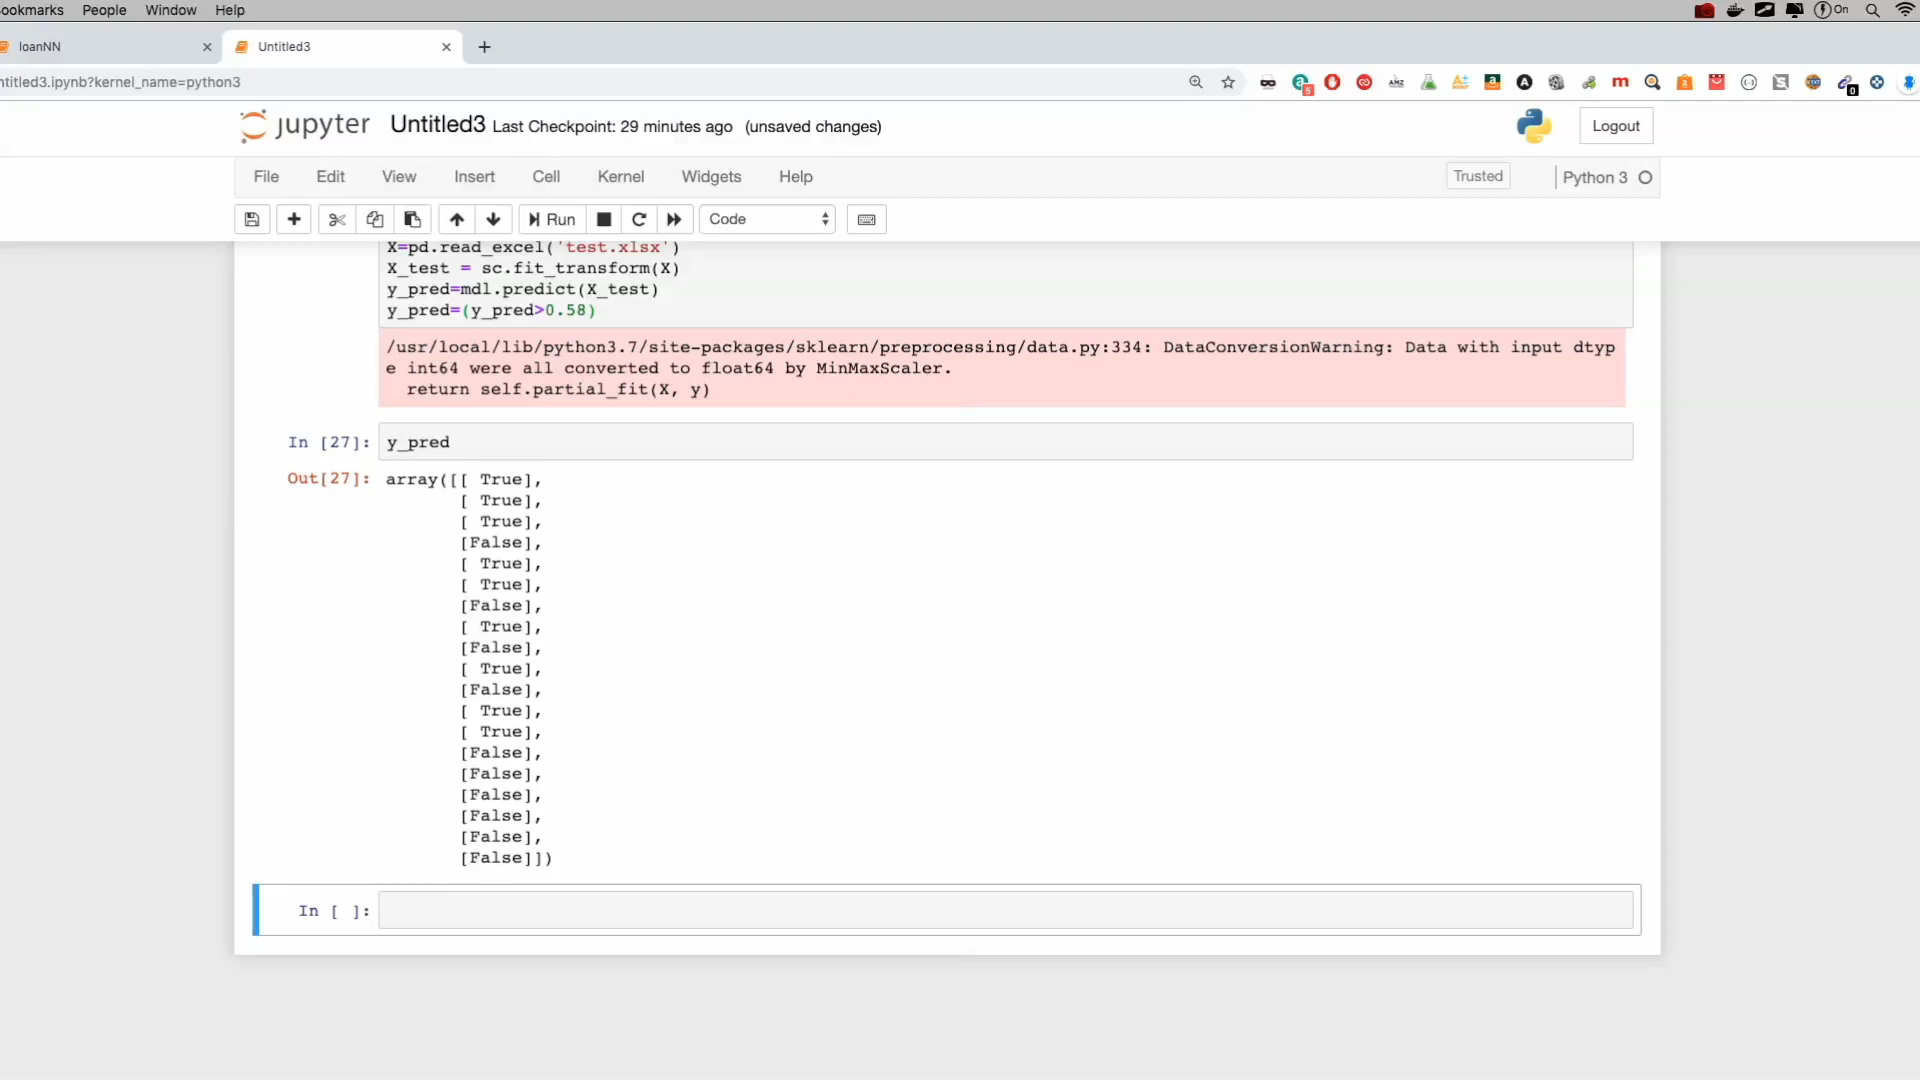 ookmarks People Window Help On
loanNN Untitled3
ntitled3.ipynb?kernel_name=python3
jupyter Untitled3 Last Checkpoint: 29 minutes ago (unsaved changes) Logout
File Edit View Insert Cell Kernel Widgets Help Trusted Python 3
Run Code
X=pd.read_excel('test.xlsx')
X_test = sc.fit_transform(X)
y_pred=mdl.predict(X_test)
y_pred=(y_pred>0.58)
/usr/local/lib/python3.7/site-packages/sklearn/preprocessing/data.py:334: DataConversionWarning: Data with input dtyp
e int64 were all converted to float64 by MinMaxScaler.
return self.partial_fit(X, y)
In [27]: y_pred
Out[27]: array([[ True],
[ True],
[ True],
[False],
[ True],
[ True],
[False],
[ True],
[False],
[ True],
[False],
[ True],
[ True],
[False],
[False],
[False],
[False],
[False],
[False]])
In [ ]: